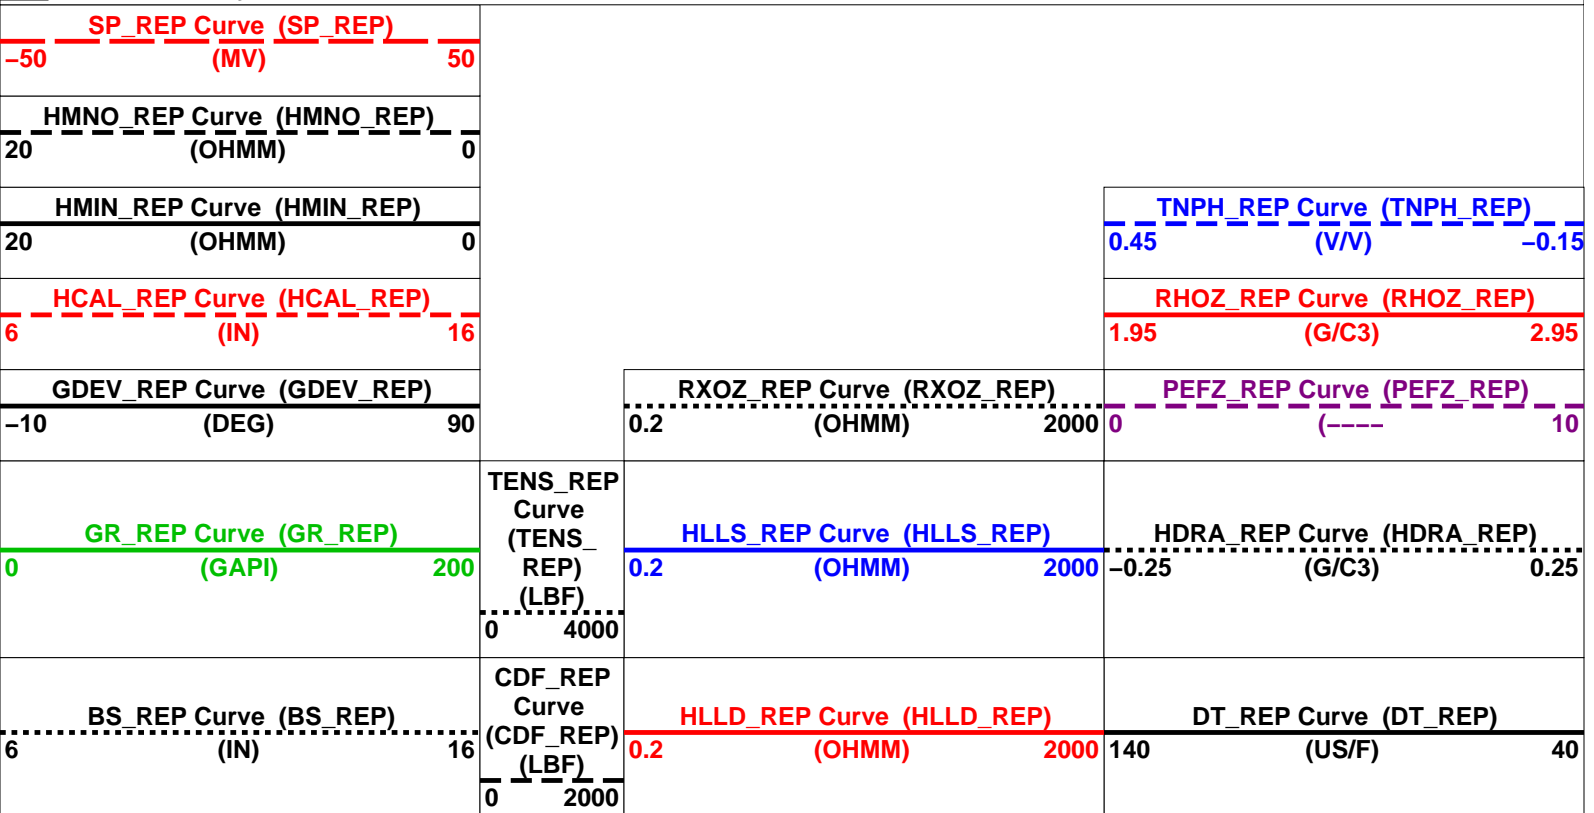 SP_REP Curve (SP_REP)
−50 (MV) 50
HMNO_REP Curve (HMNO_REP)
20 (OHMM) 0
HMIN_REP Curve (HMIN_REP)
20 (OHMM) 0
TNPH_REP Curve (TNPH_REP)
0.45 (V/V) −0.15
HCAL_REP Curve (HCAL_REP)
6 (IN) 16
RHOZ_REP Curve (RHOZ_REP)
1.95 (G/C3) 2.95
GDEV_REP Curve (GDEV_REP)
−10 (DEG) 90
RXOZ_REP Curve (RXOZ_REP)
0.2 (OHMM) 2000
PEFZ_REP Curve (PEFZ_REP)
0 (−−−− 10
GR_REP Curve (GR_REP)
0 (GAPI) 200
TENS_REP
Curve
(TENS_
REP)
(LBF)
0 4000
HLLS_REP Curve (HLLS_REP)
0.2 (OHMM) 2000
HDRA_REP Curve (HDRA_REP)
−0.25 (G/C3) 0.25
BS_REP Curve (BS_REP)
6 (IN) 16
CDF_REP
Curve
(CDF_REP)
(LBF)
0 2000
HLLD_REP Curve (HLLD_REP)
0.2 (OHMM) 2000
DT_REP Curve (DT_REP)
140 (US/F) 40